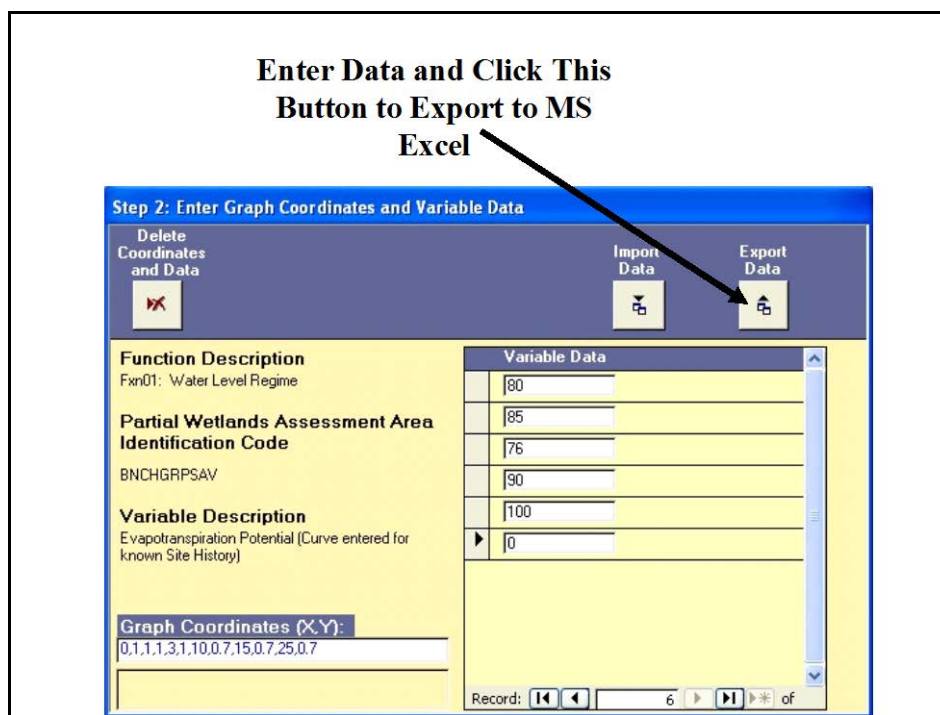 Enter Data and Click This
Button to Export to MS
Excel
Step 2: Enter Graph Coordinates and Variable Data
Delete
Coordinates
and Data
Import
Data
Export
Data
Function Description
Fxn01: Water Level Regime
Partial Wetlands Assessment Area
Identification Code
BNCHGRPSAV
Variable Description
Evapotranspiration Potential (Curve entered for
known Site History)
Graph Coordinates (X,Y):
0,1,1,1,3,1,10,0.7,15,0.7,25,0.7
Variable Data
80
85
76
90
100
0
Record: 6 of